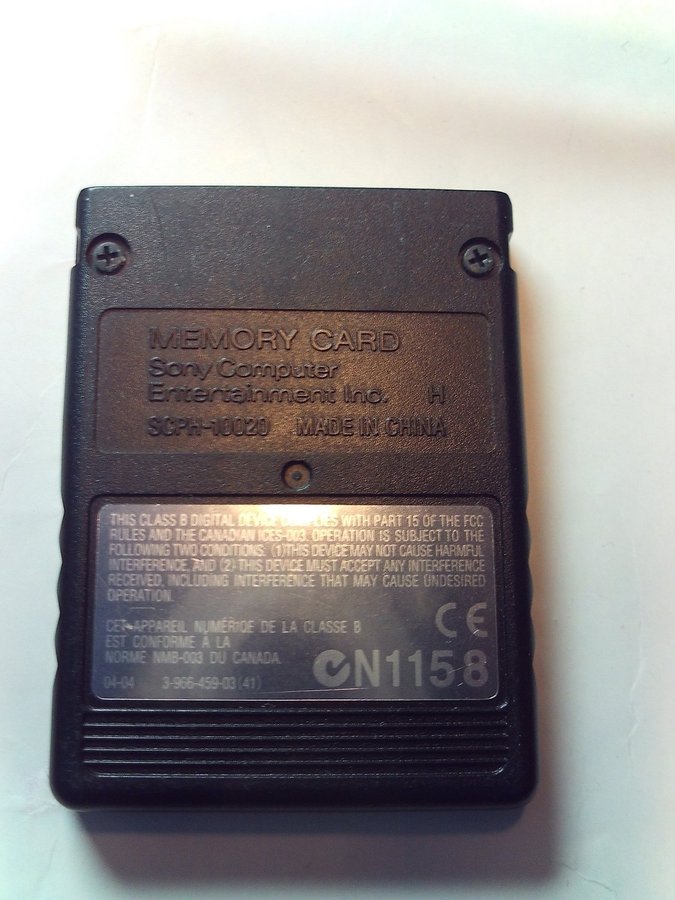 MEMORY CARD
Sony Computer
Entertainment Inc. H
SCPH-10020 MADE IN CHINA
THIS CLASS B DIGITAL DEVICE COMPLIES WITH PART 15 OF THE FCC
RULES AND THE CANADIAN ICES-003. OPERATION IS SUBJECT TO THE
FOLLOWING TWO CONDITIONS: (1) THIS DEVICE MAY NOT CAUSE HARMFUL
INTERFERENCE, AND (2) THIS DEVICE MUST ACCEPT ANY INTERFERENCE
RECEIVED, INCLUDING INTERFERENCE THAT MAY CAUSE UNDESIRED
OPERATION.
CET APPAREIL NUMÉRIQE DE LA CLASSE B
EST CONFORME À LA
NORME NMB-003 DU CANADA.
CE
N1158
04-04 3-966-459-03 (41)